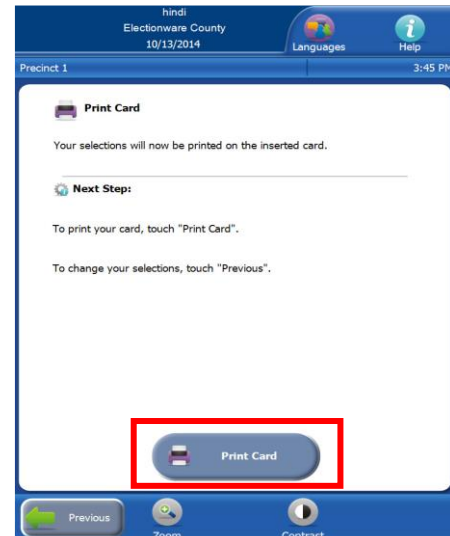 hindi
Electionware County
10/13/2014
Languages
Help
Precinct 1
3:45 PM
Print Card
Your selections will now be printed on the inserted card.
Next Step:
To print your card, touch "Print Card".
To change your selections, touch "Previous".
Print Card
Previous
Zoom
Contrast